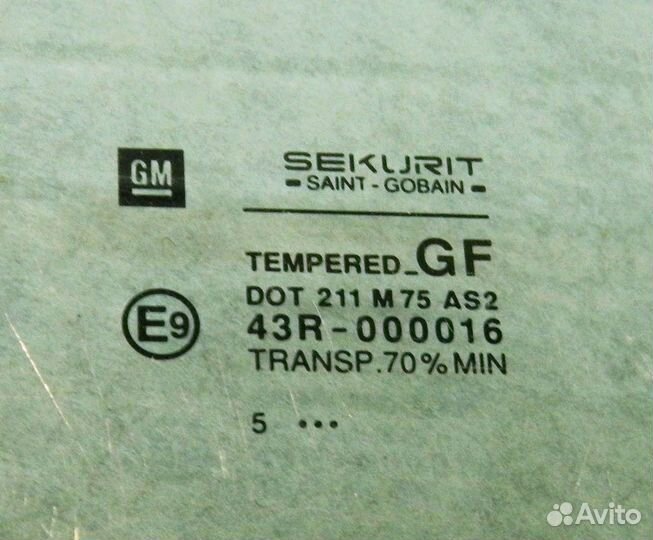 GM
SEKURIT
- SAINT - GOBAIN -
TEMPERED_GF
DOT 211 M75 AS2
E9
43R-000016
TRANSP.70%MIN
5 •••
Avito